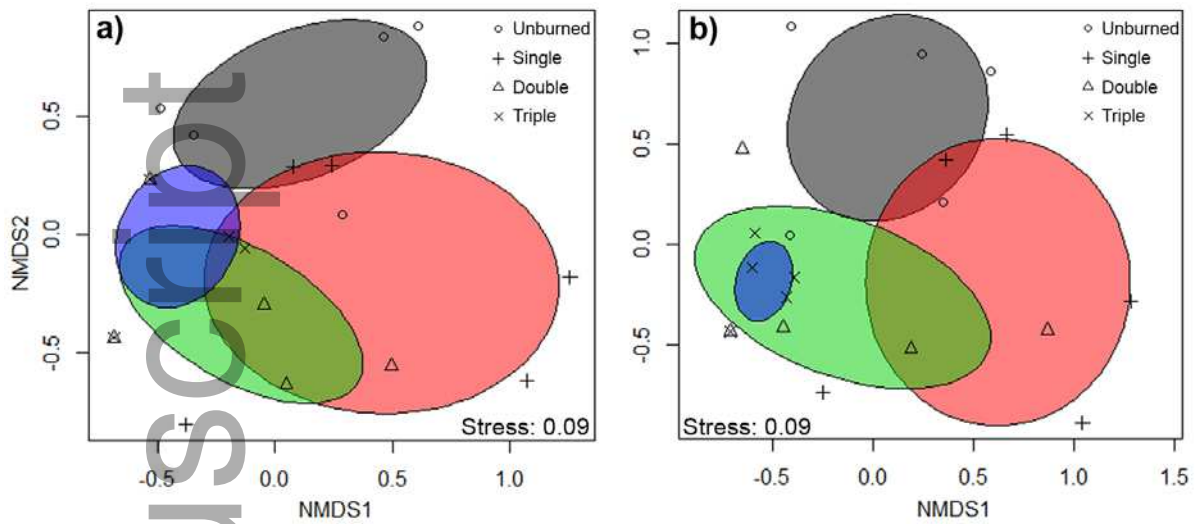 a)
Unburned
Single
Double
Triple
0.5
0.0
-0.5
NMDS2
Stress: 0.09
-0.5 0.0 0.5 1.0
NMDS1
b)
Unburned
Single
Double
Triple
1.0
0.5
0.0
-0.5
Stress: 0.09
-0.5 0.0 0.5 1.0 1.5
NMDS1